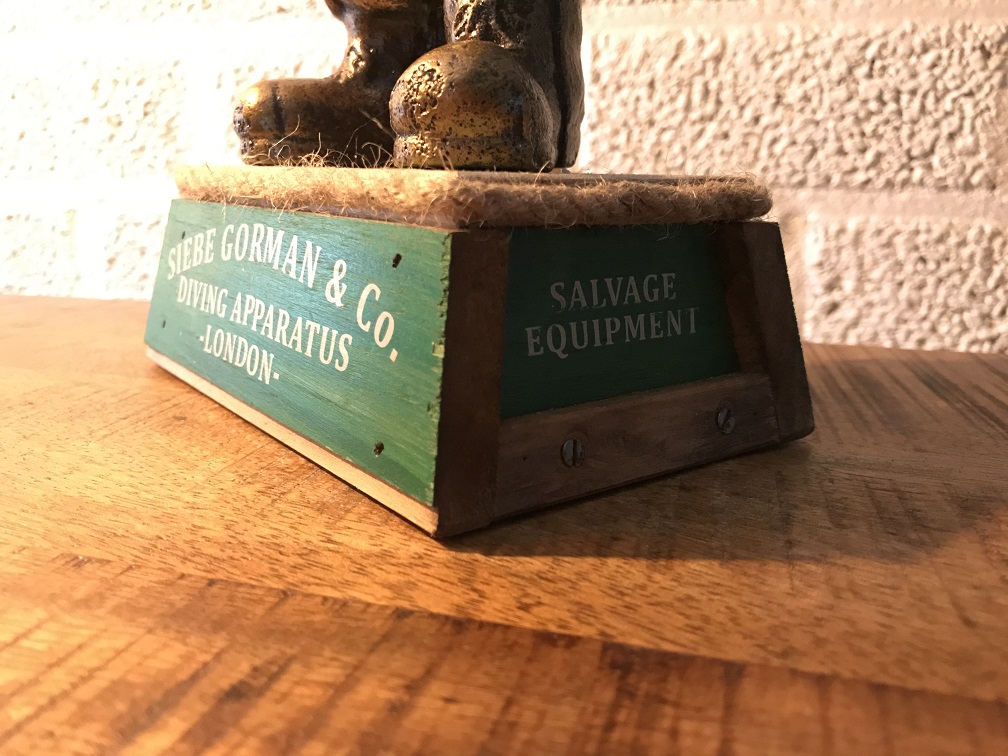 SIEBE GORMAN & Co.
DIVING APPARATUS
-LONDON-
SALVAGE
EQUIPMENT